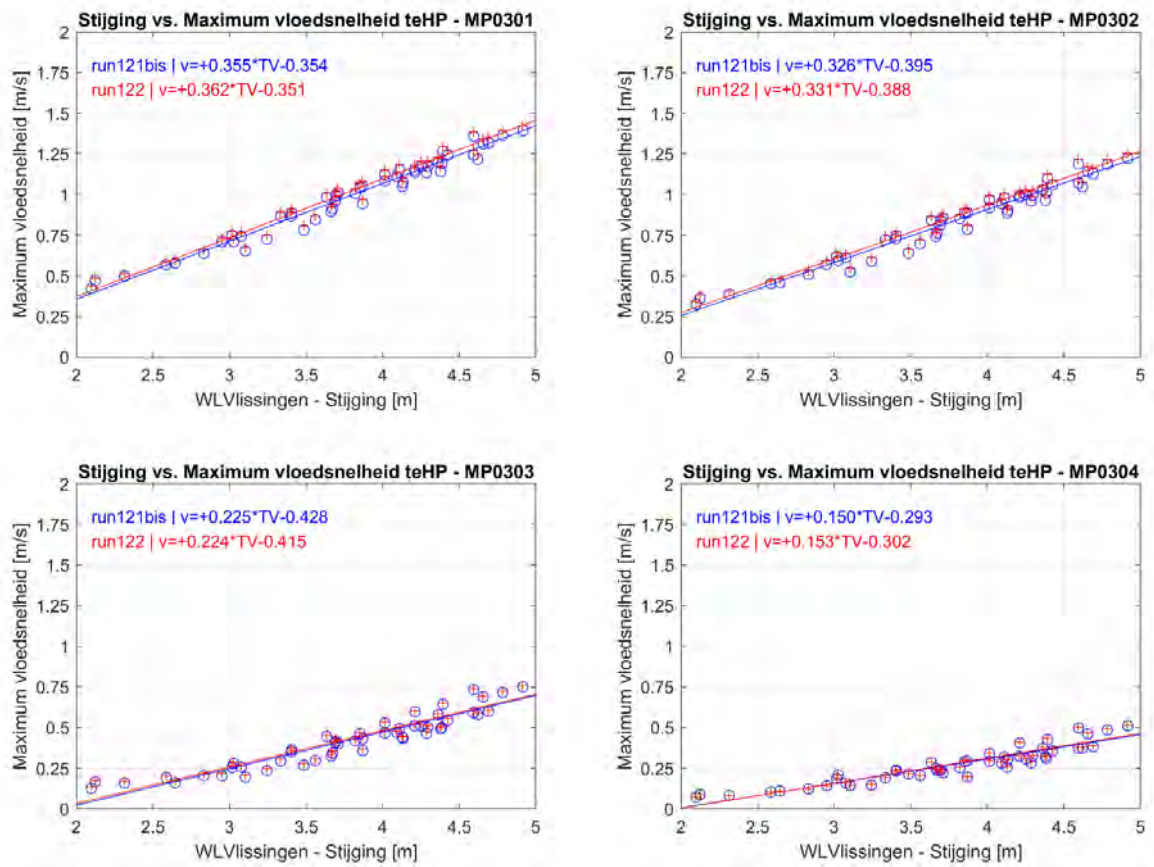 Stijging vs. Maximum vloedsnelheid teHP - MP0301
run121bis | v=+0.355*TV-0.354
run122 | v=+0.362*TV-0.351
Maximum vloedsnelheid [m/s]
2
1.75
1.5
1.25
1
0.75
0.5
0.25
0
2 2.5 3 3.5 4 4.5 5
WLVlissingen - Stijging [m]
Stijging vs. Maximum vloedsnelheid teHP - MP0302
run121bis | v=+0.326*TV-0.395
run122 | v=+0.331*TV-0.388
Maximum vloedsnelheid [m/s]
2
1.75
1.5
1.25
1
0.75
0.5
0.25
0
2 2.5 3 3.5 4 4.5 5
WLVlissingen - Stijging [m]
Stijging vs. Maximum vloedsnelheid teHP - MP0303
run121bis | v=+0.225*TV-0.428
run122 | v=+0.224*TV-0.415
Maximum vloedsnelheid [m/s]
2
1.75
1.5
1.25
1
0.75
0.5
0.25
0
2 2.5 3 3.5 4 4.5 5
WLVlissingen - Stijging [m]
Stijging vs. Maximum vloedsnelheid teHP - MP0304
run121bis | v=+0.150*TV-0.293
run122 | v=+0.153*TV-0.302
Maximum vloedsnelheid [m/s]
2
1.75
1.5
1.25
1
0.75
0.5
0.25
0
2 2.5 3 3.5 4 4.5 5
WLVlissingen - Stijging [m]